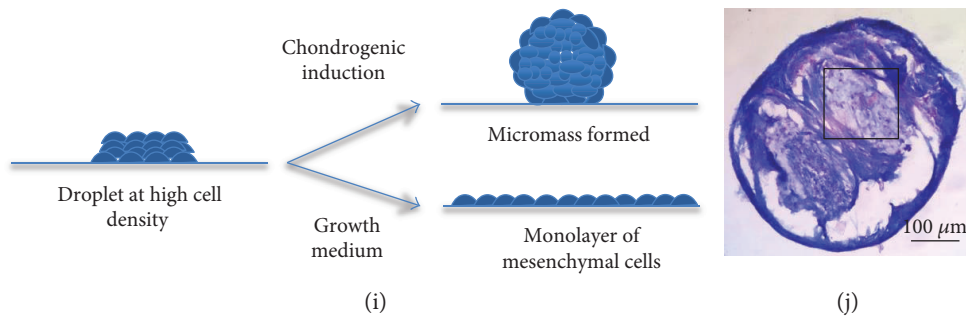 Chondrogenic
induction
Micromass formed
Droplet at high cell
density
Growth
medium
Monolayer of
mesenchymal cells
100 μm
(i)
(j)